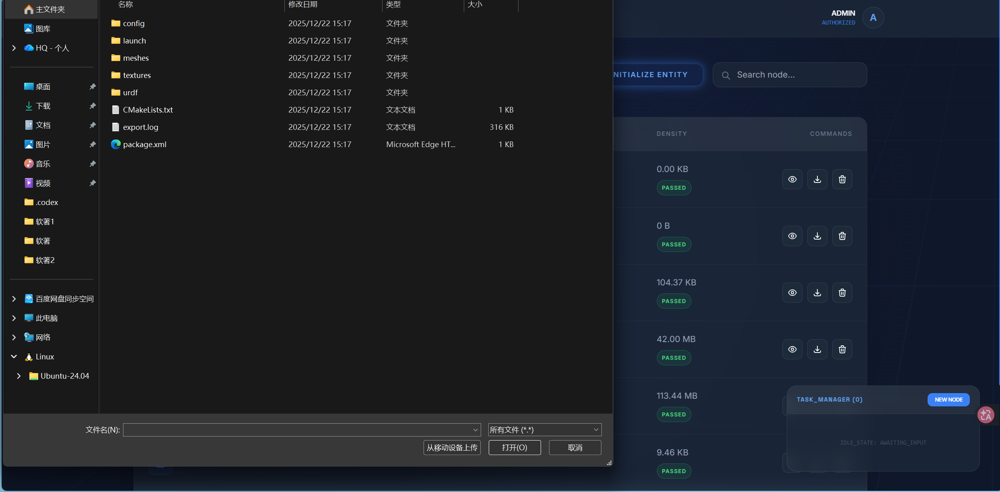 主文件夹
图库
HQ - 个人
桌面
下载
文档
图片
音乐
视频
.codex
软著1
软著
软著2
百度网盘同步空间
此电脑
网络
Linux
Ubuntu-24.04
名称 修改日期 类型 大小
config 2025/12/22 15:17 文件夹
launch 2025/12/22 15:17 文件夹
meshes 2025/12/22 15:17 文件夹
textures 2025/12/22 15:17 文件夹
urdf 2025/12/22 15:17 文件夹
CMakeLists.txt 2025/12/22 15:17 文本文档 1 KB
export.log 2025/12/22 15:17 文本文档 316 KB
package.xml 2025/12/22 15:17 Microsoft Edge HT... 1 KB
文件名(N):
所有文件 (*.*)
从移动设备上传 打开(O) 取消
ADMIN
AUTHORIZED
A
NITIALIZE ENTITY
Search node...
DENSITY COMMANDS
0.00 KB
PASSED
0 B
PASSED
104.37 KB
PASSED
42.00 MB
PASSED
113.44 MB
PASSED
9.46 KB
PASSED
TASK_MANAGER (0) NEW NODE
IDLE_STATE: AWAITING_INPUT